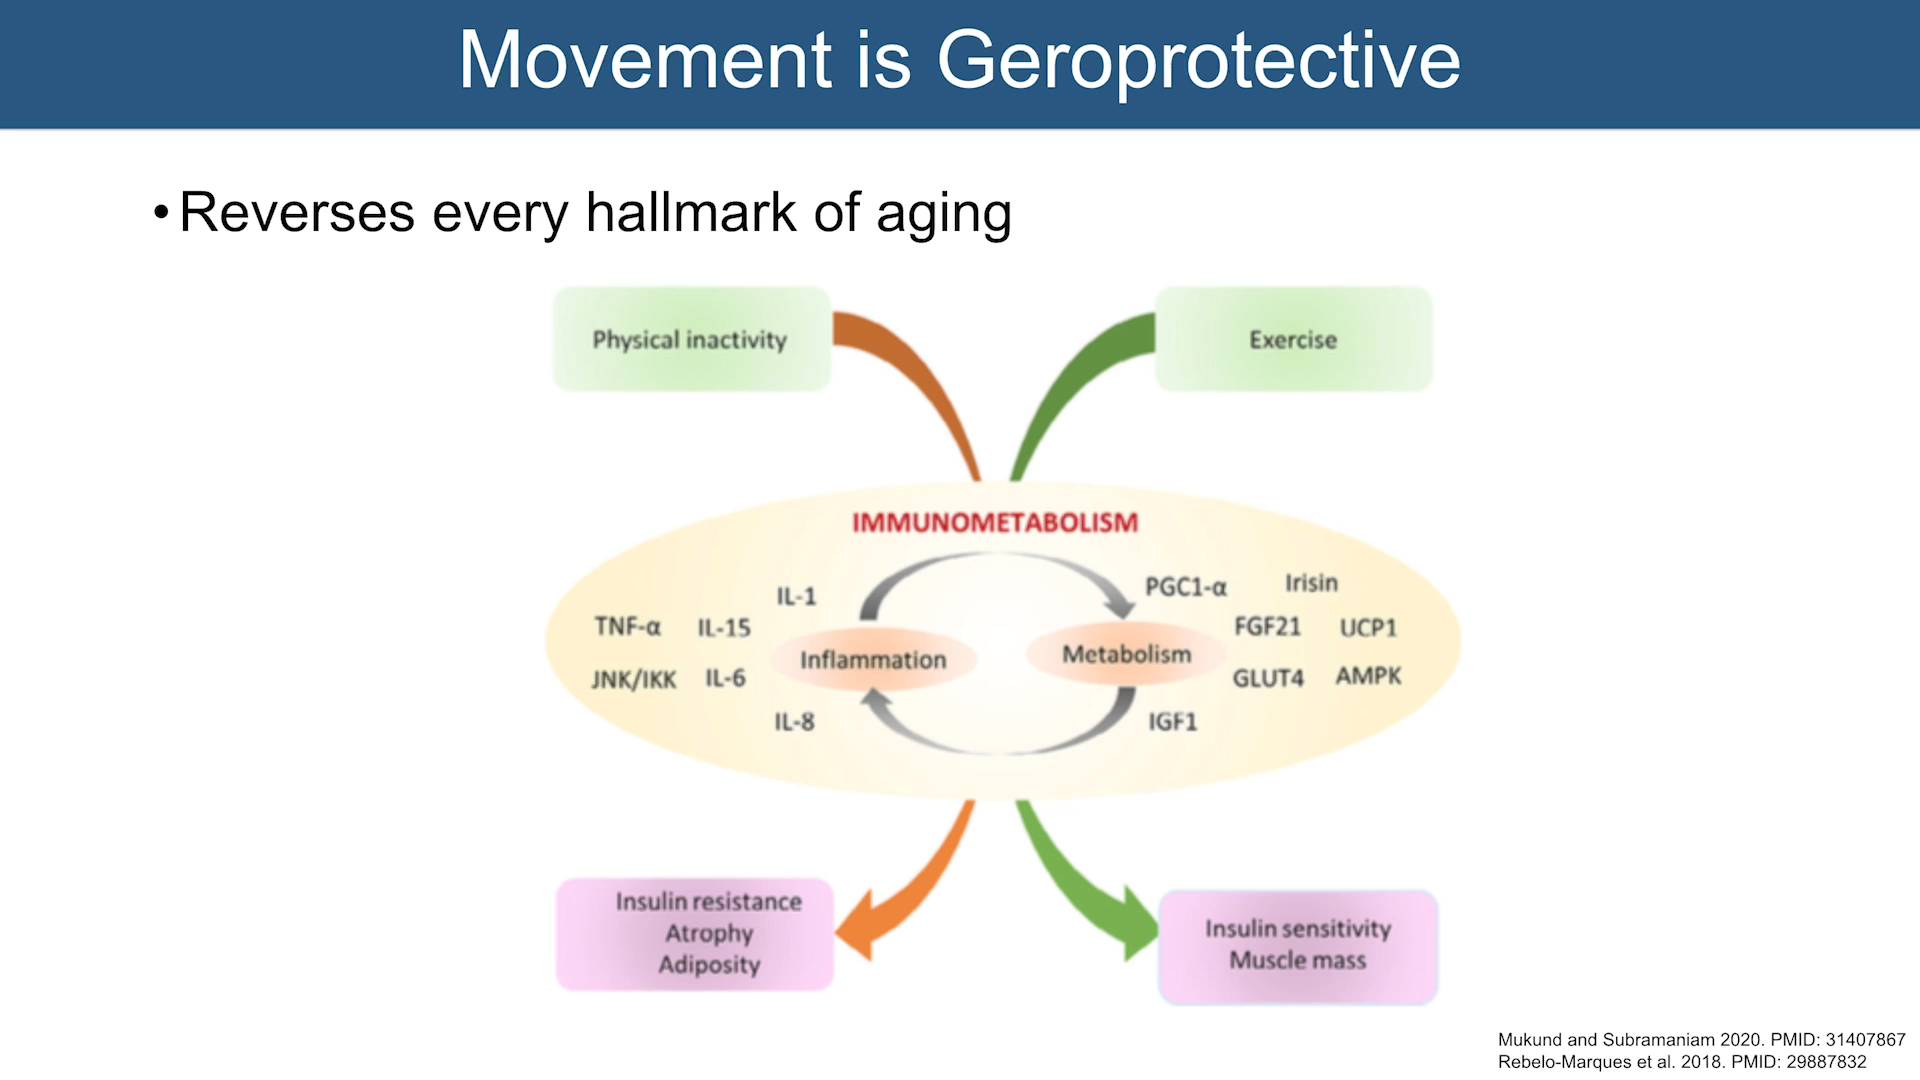 Movement is Geroprotective
• Reverses every hallmark of aging
Physical inactivity
Exercise
IMMUNOMETABOLISM
IL-1
TNF-α IL-15
JNK/IKK IL-6
IL-8
Inflammation
Metabolism
PGC1-α Irisin
FGF21 UCP1
GLUT4 AMPK
IGF1
Insulin resistance
Atrophy
Adiposity
Insulin sensitivity
Muscle mass
Mukund and Subramaniam 2020. PMID: 31407867
Rebelo-Marques et al. 2018. PMID: 29887832